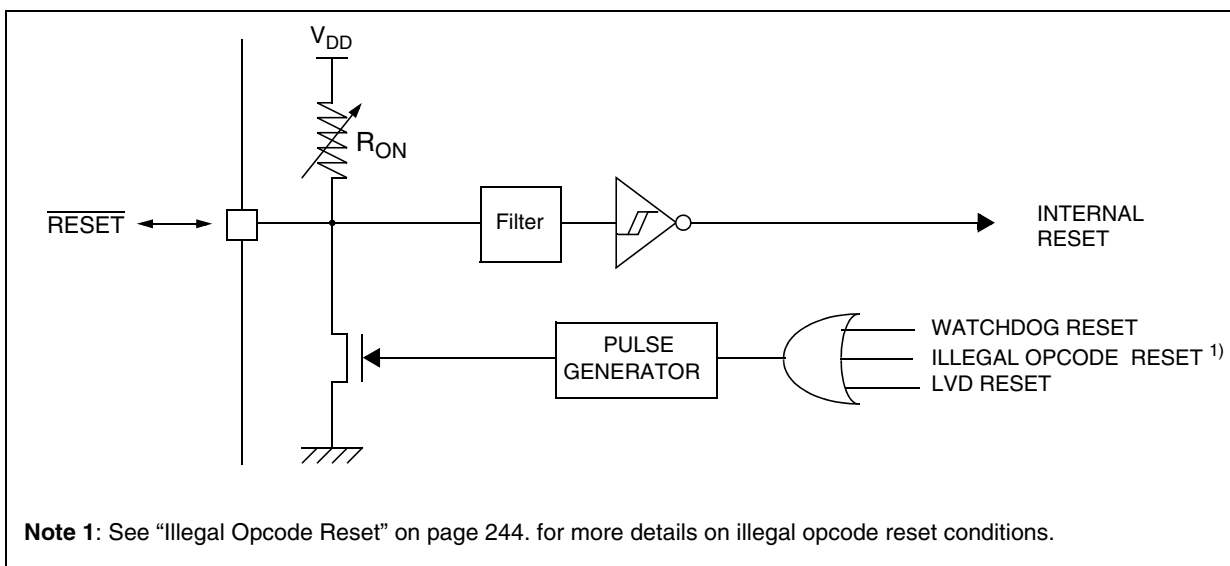 VDD
RON
RESET
Filter
INTERNAL
RESET
PULSE
GENERATOR
WATCHDOG RESET
ILLEGAL OPCODE RESET 1)
LVD RESET
Note 1: See “Illegal Opcode Reset” on page 244. for more details on illegal opcode reset conditions.